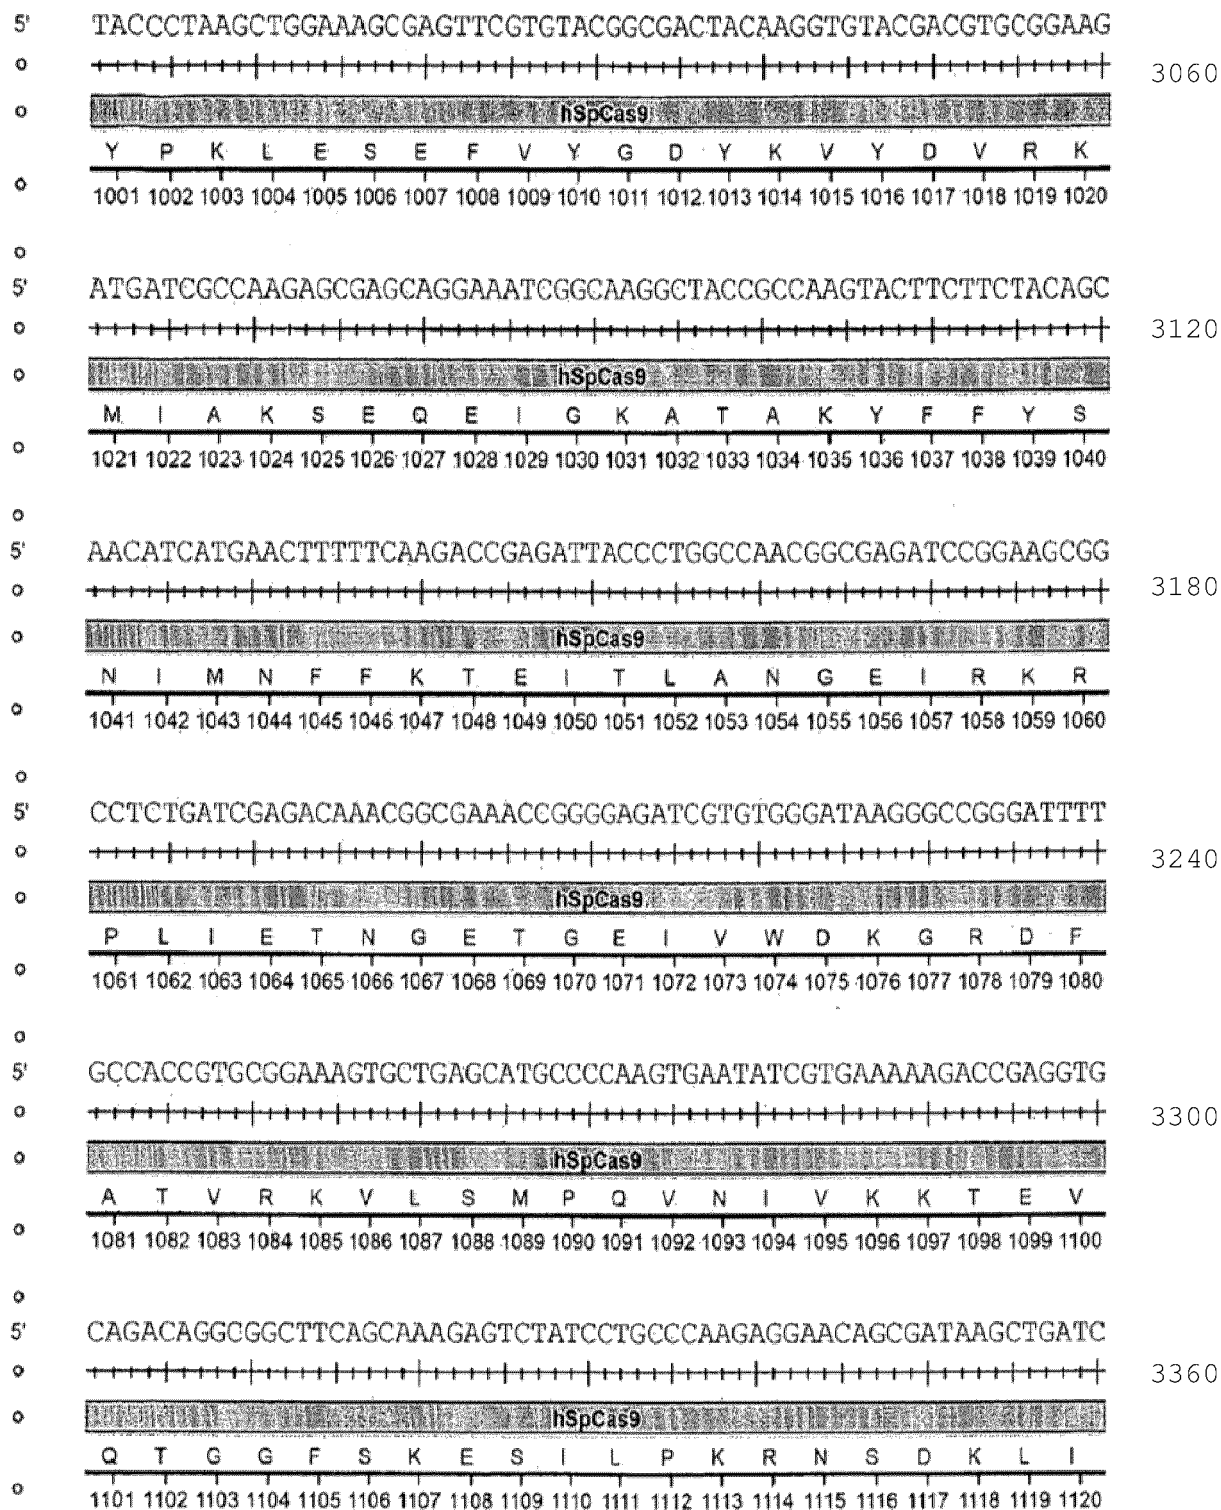 5' TACCCTAAGCTGGAAAGCGAGTTCGTGTACGGCGACTACAAGGTGTACGACGTGCGGAAG
3060
hSpCas9
Y P K L E S E F V Y G D Y K V Y D V R K
1001 1002 1003 1004 1005 1006 1007 1008 1009 1010 1011 1012 1013 1014 1015 1016 1017 1018 1019 1020
5' ATGATCGCCAAGAGCGAGCAGGAAATCGGCAAGGCTACCGCCAAGTACTTCTTCTACAGC
3120
hSpCas9
M I A K S E Q E I G K A T A K Y F F Y S
1021 1022 1023 1024 1025 1026 1027 1028 1029 1030 1031 1032 1033 1034 1035 1036 1037 1038 1039 1040
5' AACATCATGAACTTTTTCAAGACCGAGATTACCCTGGCCAACGGCGAGATCCGGAAGCGG
3180
hSpCas9
N I M N F F K T E I T L A N G E I R K R
1041 1042 1043 1044 1045 1046 1047 1048 1049 1050 1051 1052 1053 1054 1055 1056 1057 1058 1059 1060
5' CCTCTGATCGAGACAAACGGCGAAACCGGGGAGATCGTGTGGGATAAGGGCCGGGATTTT
3240
hSpCas9
P L I E T N G E T G E I V W D K G R D F
1061 1062 1063 1064 1065 1066 1067 1068 1069 1070 1071 1072 1073 1074 1075 1076 1077 1078 1079 1080
5' GCCACCGTGCGGAAAGTGCTGAGCATGCCCCAAGTGAATATCGTGAAAAAGACCGAGGTG
3300
hSpCas9
A T V R K V L S M P Q V N I V K K T E V
1081 1082 1083 1084 1085 1086 1087 1088 1089 1090 1091 1092 1093 1094 1095 1096 1097 1098 1099 1100
5' CAGACAGGCGGCTTCAGCAAAGAGTCTATCCTGCCCAAGAGGAACAGCGATAAGCTGATC
3360
hSpCas9
Q T G G F S K E S I L P K R N S D K L I
1101 1102 1103 1104 1105 1106 1107 1108 1109 1110 1111 1112 1113 1114 1115 1116 1117 1118 1119 1120